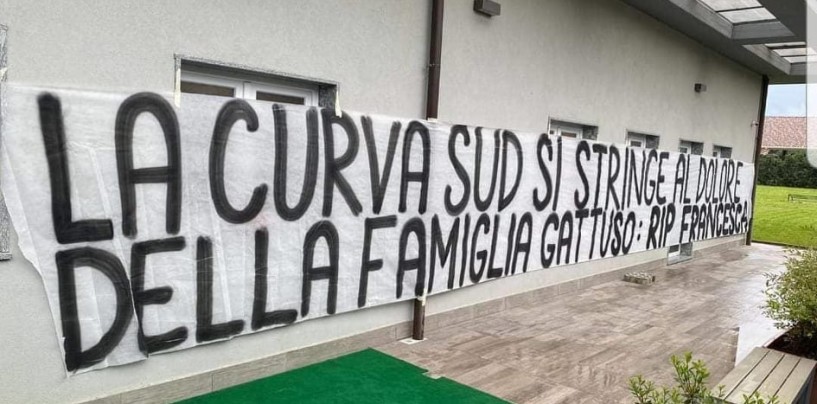 LA CURVA SUD SI STRINGE AL DOLORE
DELLA FAMIGLIA GATTUSO: RIP FRANCESCA